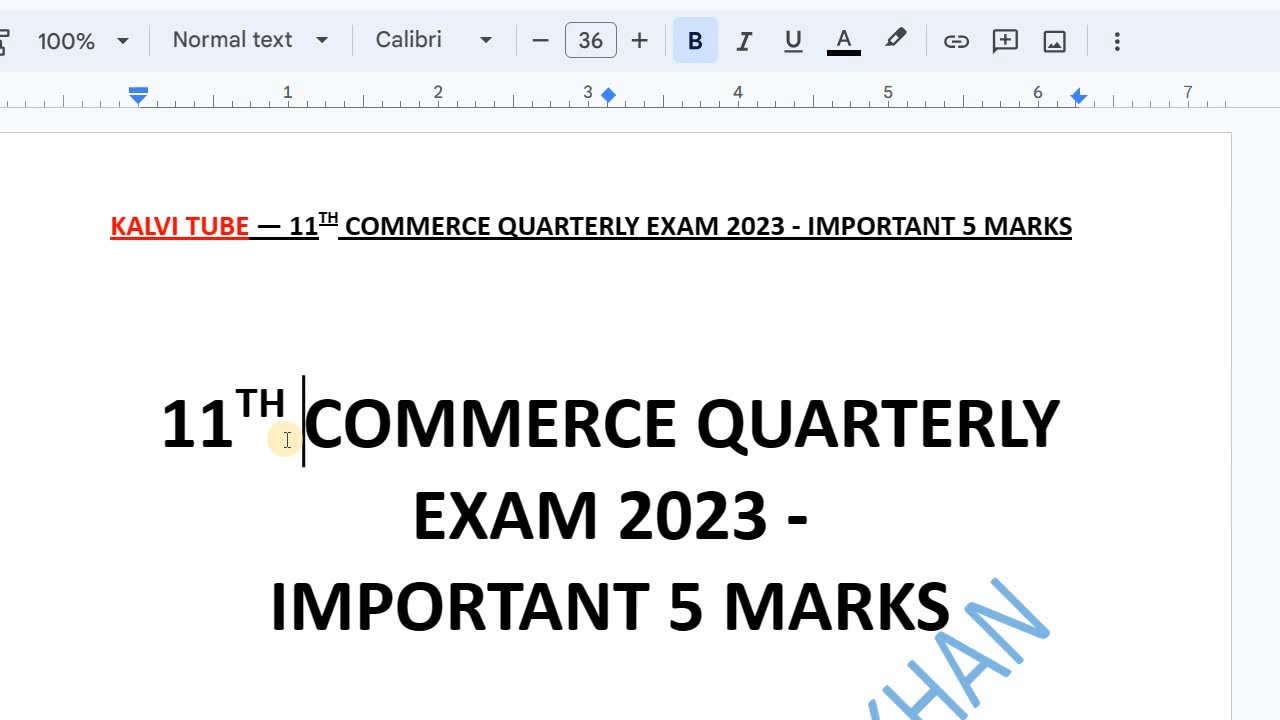 100% Normal text Calibri 36 B I U A
1 2 3 4 5 6 7
KALVI TUBE — 11TH COMMERCE QUARTERLY EXAM 2023 - IMPORTANT 5 MARKS
11TH COMMERCE QUARTERLY
EXAM 2023 -
IMPORTANT 5 MARKS
HAN